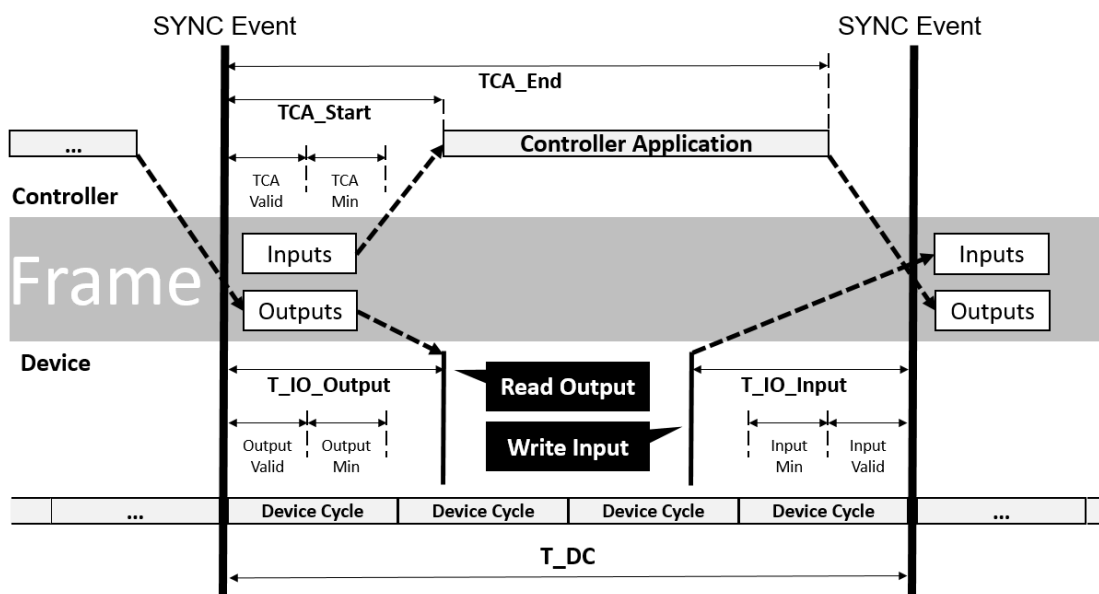 SYNC Event
SYNC Event
TCA_End
TCA_Start
...
Controller Application
TCA
Valid
TCA
Min
Controller
Frame
Inputs
Outputs
Inputs
Outputs
Device
T_IO_Output
Read Output
T_IO_Input
Write Input
Output
Valid
Output
Min
Input
Min
Input
Valid
...
Device Cycle
Device Cycle
Device Cycle
Device Cycle
...
T_DC